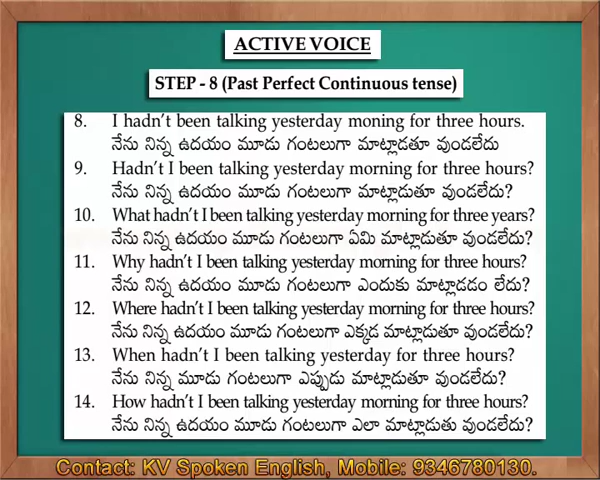 ACTIVE VOICE
STEP - 8 (Past Perfect Continuous tense)
8. I hadn't been talking yesterday moning for three hours.
నేను నిన్న ఉదయం మూడు గంటలుగా మాట్లాడతూ వుండలేదు
9. Hadn't I been talking yesterday morning for three hours?
నేను నిన్న ఉదయం మూడు గంటలుగా మాట్లాడుతూ వుండలేదు?
10. What hadn't I been talking yesterday morning for three years?
నేను నిన్న ఉదయం మూడు గంటలుగా ఏమి మాట్లాడుతూ వుండలేదు?
11. Why hadn't I been talking yesterday morning for three hours?
నేను నిన్న ఉదయం మూడు గంటలుగా ఎందుకు మాట్లాడడం లేదు?
12. Where hadn't I been talking yesterday morning for three hours?
నేను నిన్న ఉదయం మూడు గంటలుగా ఎక్కడ మాట్లాడుతూ వుండలేదు?
13. When hadn't I been talking yesterday for three hours?
నేను నిన్న మూడు గంటలుగా ఎప్పుడు మాట్లాడుతూ వుండలేదు?
14. How hadn't I been talking yesterday morning for three hours?
నేను నిన్న ఉదయం మూడు గంటలుగా ఎలా మాట్లాడుతు వుండలేదు?
Contact: KV Spoken English, Mobile: 9346780130.